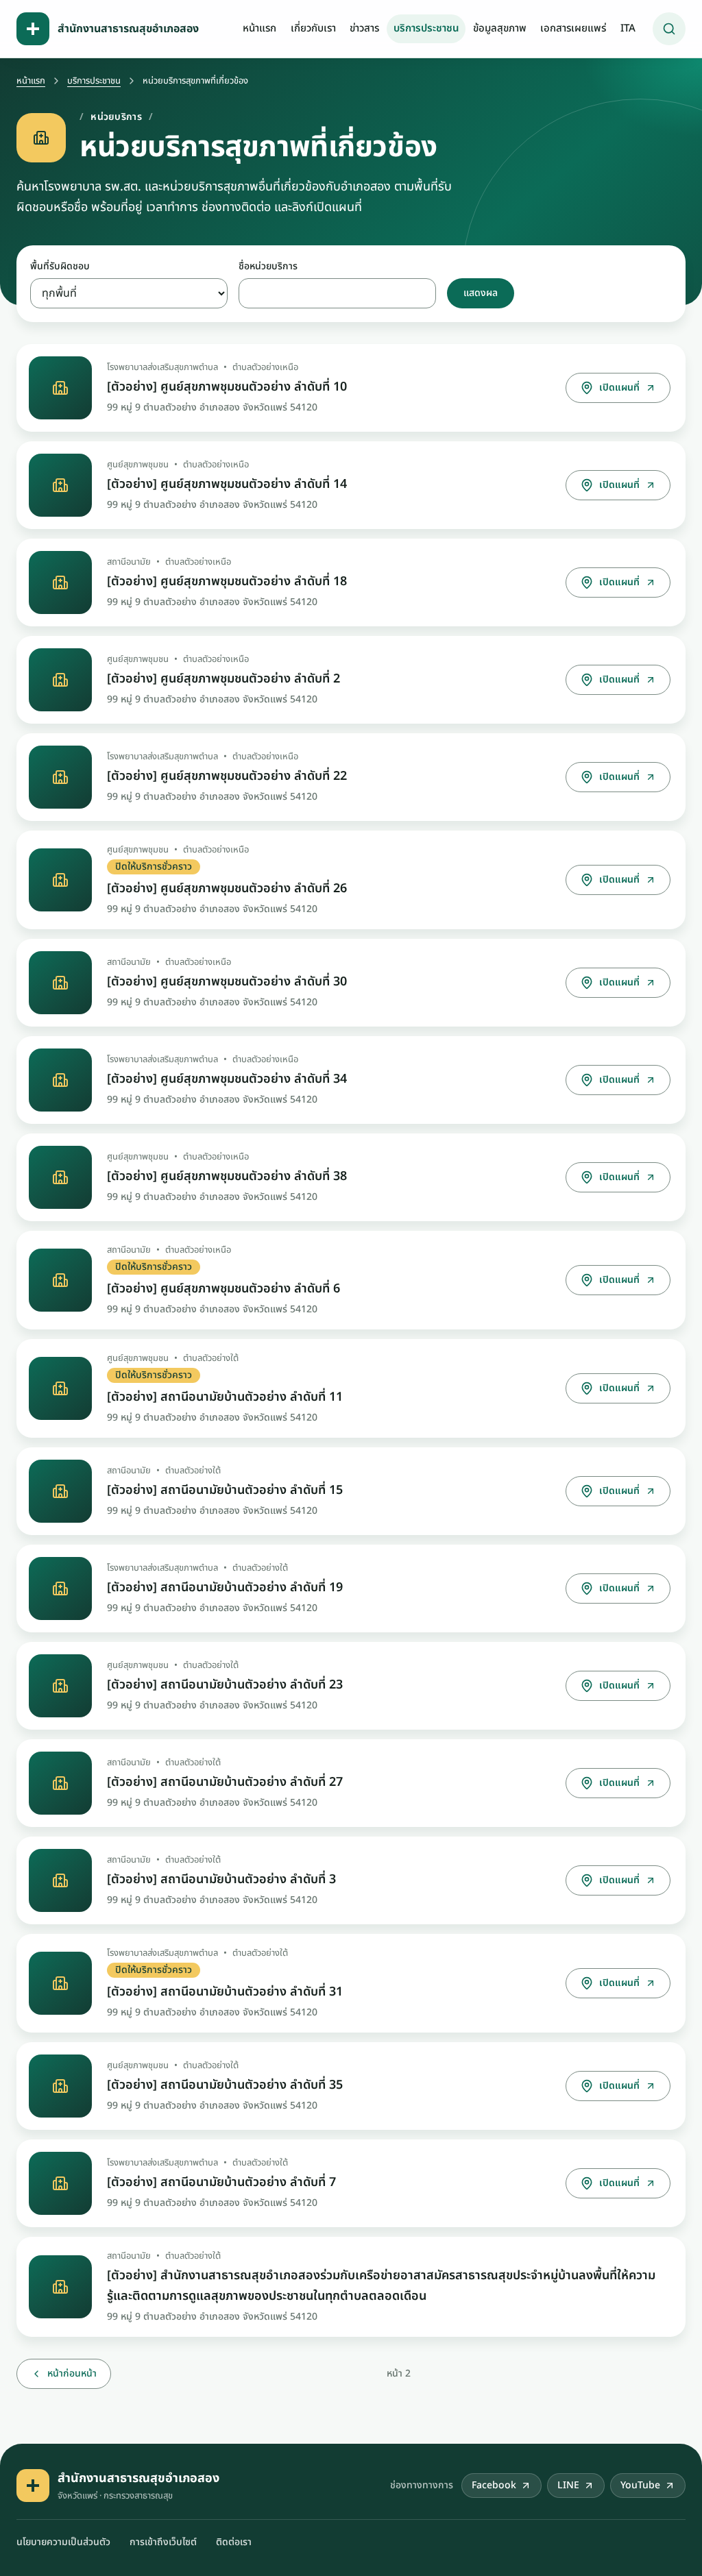 สำนักงานสาธารณสุขอำเภอสอง
หน้าแรก เกี่ยวกับเรา ข่าวสาร บริการประชาชน ข้อมูลสุขภาพ เอกสารเผยแพร่ ITA
หน้าแรก > บริการประชาชน > หน่วยบริการสุขภาพที่เกี่ยวข้อง
/ หน่วยบริการ /
หน่วยบริการสุขภาพที่เกี่ยวข้อง
ค้นหาโรงพยาบาล รพ.สต. และหน่วยบริการสุขภาพอื่นที่เกี่ยวข้องกับอำเภอสอง ตามพื้นที่รับ
ผิดชอบหรือชื่อ พร้อมที่อยู่ เวลาทำการ ช่องทางติดต่อ และลิงก์เปิดแผนที่
พื้นที่รับผิดชอบ
ทุกพื้นที่
ชื่อหน่วยบริการ
แสดงผล
โรงพยาบาลส่งเสริมสุขภาพตำบล • ตำบลตัวอย่างเหนือ
[ตัวอย่าง] ศูนย์สุขภาพชุมชนตัวอย่าง ลำดับที่ 10
99 หมู่ 9 ตำบลตัวอย่าง อำเภอสอง จังหวัดแพร่ 54120
เปิดแผนที่
ศูนย์สุขภาพชุมชน • ตำบลตัวอย่างเหนือ
[ตัวอย่าง] ศูนย์สุขภาพชุมชนตัวอย่าง ลำดับที่ 14
99 หมู่ 9 ตำบลตัวอย่าง อำเภอสอง จังหวัดแพร่ 54120
เปิดแผนที่
สถานีอนามัย • ตำบลตัวอย่างเหนือ
[ตัวอย่าง] ศูนย์สุขภาพชุมชนตัวอย่าง ลำดับที่ 18
99 หมู่ 9 ตำบลตัวอย่าง อำเภอสอง จังหวัดแพร่ 54120
เปิดแผนที่
ศูนย์สุขภาพชุมชน • ตำบลตัวอย่างเหนือ
[ตัวอย่าง] ศูนย์สุขภาพชุมชนตัวอย่าง ลำดับที่ 2
99 หมู่ 9 ตำบลตัวอย่าง อำเภอสอง จังหวัดแพร่ 54120
เปิดแผนที่
โรงพยาบาลส่งเสริมสุขภาพตำบล • ตำบลตัวอย่างเหนือ
[ตัวอย่าง] ศูนย์สุขภาพชุมชนตัวอย่าง ลำดับที่ 22
99 หมู่ 9 ตำบลตัวอย่าง อำเภอสอง จังหวัดแพร่ 54120
เปิดแผนที่
ศูนย์สุขภาพชุมชน • ตำบลตัวอย่างเหนือ
ปิดให้บริการชั่วคราว
[ตัวอย่าง] ศูนย์สุขภาพชุมชนตัวอย่าง ลำดับที่ 26
99 หมู่ 9 ตำบลตัวอย่าง อำเภอสอง จังหวัดแพร่ 54120
เปิดแผนที่
สถานีอนามัย • ตำบลตัวอย่างเหนือ
[ตัวอย่าง] ศูนย์สุขภาพชุมชนตัวอย่าง ลำดับที่ 30
99 หมู่ 9 ตำบลตัวอย่าง อำเภอสอง จังหวัดแพร่ 54120
เปิดแผนที่
โรงพยาบาลส่งเสริมสุขภาพตำบล • ตำบลตัวอย่างเหนือ
[ตัวอย่าง] ศูนย์สุขภาพชุมชนตัวอย่าง ลำดับที่ 34
99 หมู่ 9 ตำบลตัวอย่าง อำเภอสอง จังหวัดแพร่ 54120
เปิดแผนที่
ศูนย์สุขภาพชุมชน • ตำบลตัวอย่างเหนือ
[ตัวอย่าง] ศูนย์สุขภาพชุมชนตัวอย่าง ลำดับที่ 38
99 หมู่ 9 ตำบลตัวอย่าง อำเภอสอง จังหวัดแพร่ 54120
เปิดแผนที่
สถานีอนามัย • ตำบลตัวอย่างเหนือ
ปิดให้บริการชั่วคราว
[ตัวอย่าง] ศูนย์สุขภาพชุมชนตัวอย่าง ลำดับที่ 6
99 หมู่ 9 ตำบลตัวอย่าง อำเภอสอง จังหวัดแพร่ 54120
เปิดแผนที่
ศูนย์สุขภาพชุมชน • ตำบลตัวอย่างใต้
ปิดให้บริการชั่วคราว
[ตัวอย่าง] สถานีอนามัยบ้านตัวอย่าง ลำดับที่ 11
99 หมู่ 9 ตำบลตัวอย่าง อำเภอสอง จังหวัดแพร่ 54120
เปิดแผนที่
สถานีอนามัย • ตำบลตัวอย่างใต้
[ตัวอย่าง] สถานีอนามัยบ้านตัวอย่าง ลำดับที่ 15
99 หมู่ 9 ตำบลตัวอย่าง อำเภอสอง จังหวัดแพร่ 54120
เปิดแผนที่
โรงพยาบาลส่งเสริมสุขภาพตำบล • ตำบลตัวอย่างใต้
[ตัวอย่าง] สถานีอนามัยบ้านตัวอย่าง ลำดับที่ 19
99 หมู่ 9 ตำบลตัวอย่าง อำเภอสอง จังหวัดแพร่ 54120
เปิดแผนที่
ศูนย์สุขภาพชุมชน • ตำบลตัวอย่างใต้
[ตัวอย่าง] สถานีอนามัยบ้านตัวอย่าง ลำดับที่ 23
99 หมู่ 9 ตำบลตัวอย่าง อำเภอสอง จังหวัดแพร่ 54120
เปิดแผนที่
สถานีอนามัย • ตำบลตัวอย่างใต้
[ตัวอย่าง] สถานีอนามัยบ้านตัวอย่าง ลำดับที่ 27
99 หมู่ 9 ตำบลตัวอย่าง อำเภอสอง จังหวัดแพร่ 54120
เปิดแผนที่
สถานีอนามัย • ตำบลตัวอย่างใต้
[ตัวอย่าง] สถานีอนามัยบ้านตัวอย่าง ลำดับที่ 3
99 หมู่ 9 ตำบลตัวอย่าง อำเภอสอง จังหวัดแพร่ 54120
เปิดแผนที่
โรงพยาบาลส่งเสริมสุขภาพตำบล • ตำบลตัวอย่างใต้
ปิดให้บริการชั่วคราว
[ตัวอย่าง] สถานีอนามัยบ้านตัวอย่าง ลำดับที่ 31
99 หมู่ 9 ตำบลตัวอย่าง อำเภอสอง จังหวัดแพร่ 54120
เปิดแผนที่
ศูนย์สุขภาพชุมชน • ตำบลตัวอย่างใต้
[ตัวอย่าง] สถานีอนามัยบ้านตัวอย่าง ลำดับที่ 35
99 หมู่ 9 ตำบลตัวอย่าง อำเภอสอง จังหวัดแพร่ 54120
เปิดแผนที่
โรงพยาบาลส่งเสริมสุขภาพตำบล • ตำบลตัวอย่างใต้
[ตัวอย่าง] สถานีอนามัยบ้านตัวอย่าง ลำดับที่ 7
99 หมู่ 9 ตำบลตัวอย่าง อำเภอสอง จังหวัดแพร่ 54120
เปิดแผนที่
สถานีอนามัย • ตำบลตัวอย่างใต้
[ตัวอย่าง] สำนักงานสาธารณสุขอำเภอสองร่วมกับเครือข่ายอาสาสมัครสาธารณสุขประจำหมู่บ้านลงพื้นที่ให้ความ
รู้และติดตามการดูแลสุขภาพของประชาชนในทุกตำบลตลอดเดือน
99 หมู่ 9 ตำบลตัวอย่าง อำเภอสอง จังหวัดแพร่ 54120
หน้าก่อนหน้า
หน้า 2
สำนักงานสาธารณสุขอำเภอสอง
จังหวัดแพร่ · กระทรวงสาธารณสุข
ช่องทางทางการ Facebook LINE YouTube
นโยบายความเป็นส่วนตัว การเข้าถึงเว็บไซต์ ติดต่อเรา